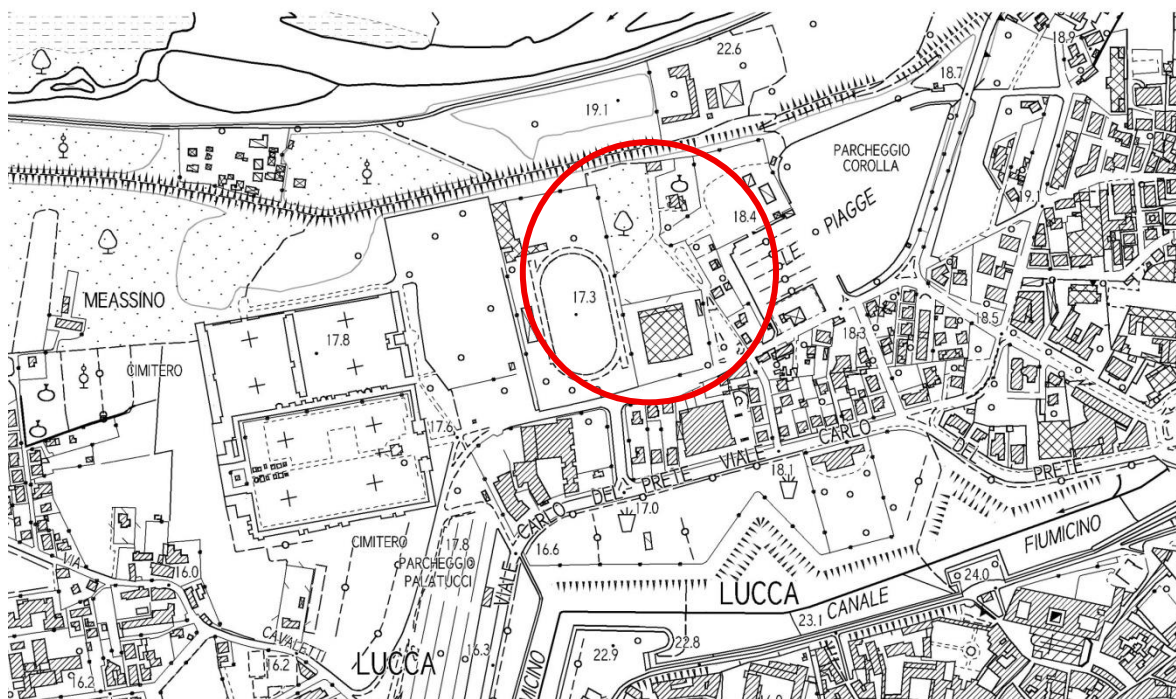 22.6
18.9
18.7
19.1
PARCHEGGIO
COROLLA
18.4
PIAGGE
MEASSINO
17.3
17.8
18.5
18.3
CIMITERO
17.6
CARLO
VIALE
18.1
PRETE
DEL
CARLO
17.0
DEL
PRETE
16.6
CIMITERO
17.8
PARCHEGGIO
PALATUCCI
VIALE
FIUMICINO
VIA
16.0
LUCCA
24.0
CANALE
23.1
CAVALETTI
16.2
LUCCA
16.3
22.9
22.8
16.2